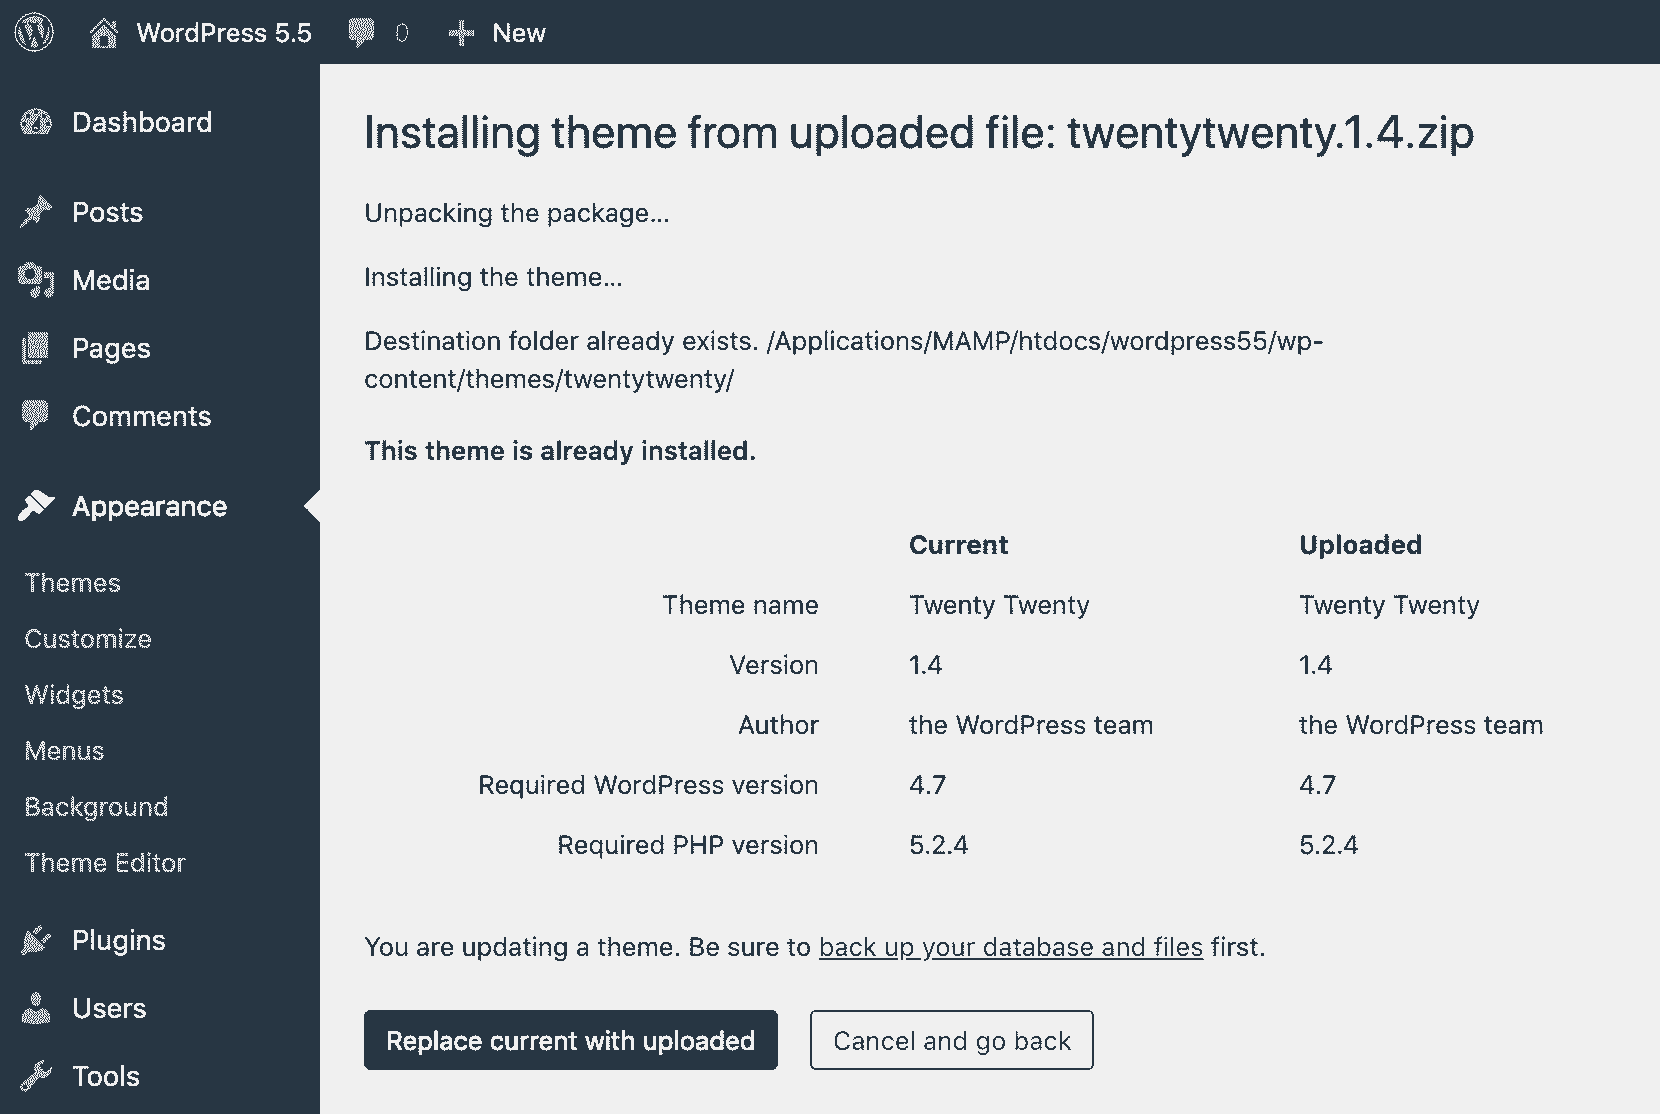 WordPress 5.5 0 New
Dashboard
Posts
Media
Pages
Comments
Appearance
Themes
Customize
Widgets
Menus
Background
Theme Editor
Plugins
Users
Tools
Installing theme from uploaded file: twentytwenty.1.4.zip
Unpacking the package...
Installing the theme...
Destination folder already exists. /Applications/MAMP/htdocs/wordpress55/wp-
content/themes/twentytwenty/
This theme is already installed.
Current Uploaded
Theme name Twenty Twenty Twenty Twenty
Version 1.4 1.4
Author the WordPress team the WordPress team
Required WordPress version 4.7 4.7
Required PHP version 5.2.4 5.2.4
You are updating a theme. Be sure to back up your database and files first.
Replace current with uploaded Cancel and go back